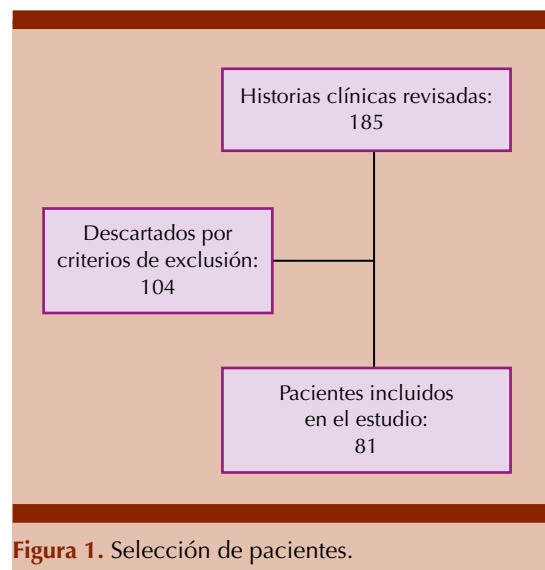 Historias clínicas revisadas:
185
Descartados por
criterios de exclusión:
104
Pacientes incluidos
en el estudio:
81
Figura 1. Selección de pacientes.